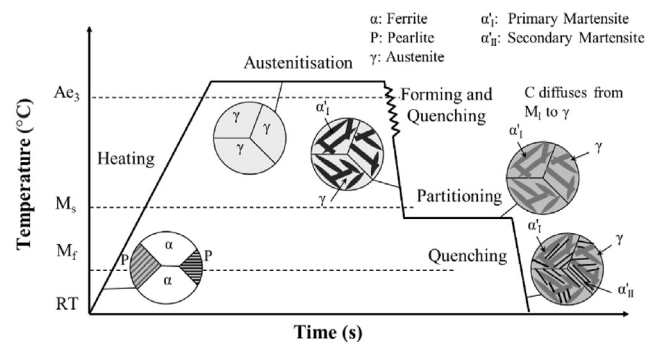 α: Ferrite
P: Pearlite
γ: Austenite
α'I: Primary Martensite
α'II: Secondary Martensite
Austenitisation
Ae3
Heating
γ
γ
γ
α'I
γ
Forming and
Quenching
C diffuses from
MI to γ
α'I
γ
Ms
Partitioning
Mf
P
α
α
P
Quenching
α'I
γ
α'II
RT
Temperature (°C)
Time (s)